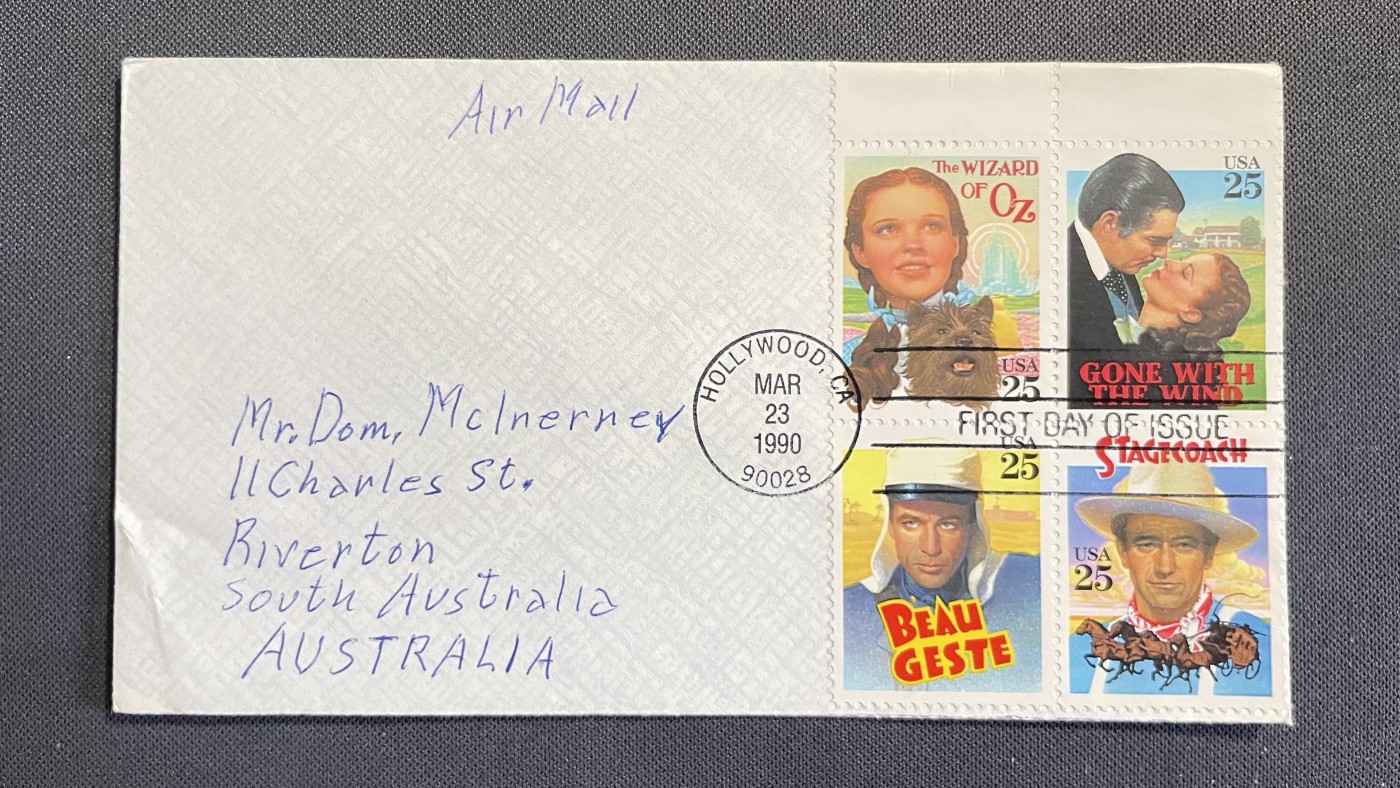 Air Mail
The WIZARD
OF OZ
USA
25
USA
25
GONE WITH
THE WIND
HOLLYWOOD, CA
MAR
23
1990
90028
FIRST DAY OF ISSUE
Mr. Dom, McInerney
11 Charles St.
Riverton
South Australia
AUSTRALIA
USA
25
BEAU
GESTE
STAGECOACH
USA
25